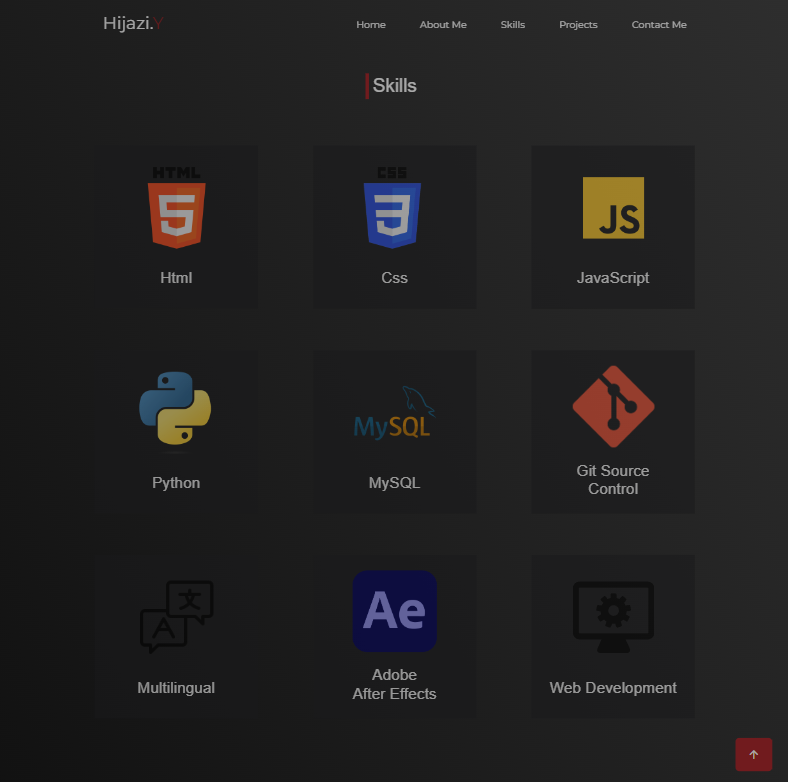 Hijazi.Y
Home
About Me
Skills
Projects
Contact Me
Skills
HTML
5
Html
CSS
3
Css
JS
JavaScript
Python
MySQL
MySQL
Git Source
Control
文
A
Multilingual
Ae
Adobe
After Effects
Web Development